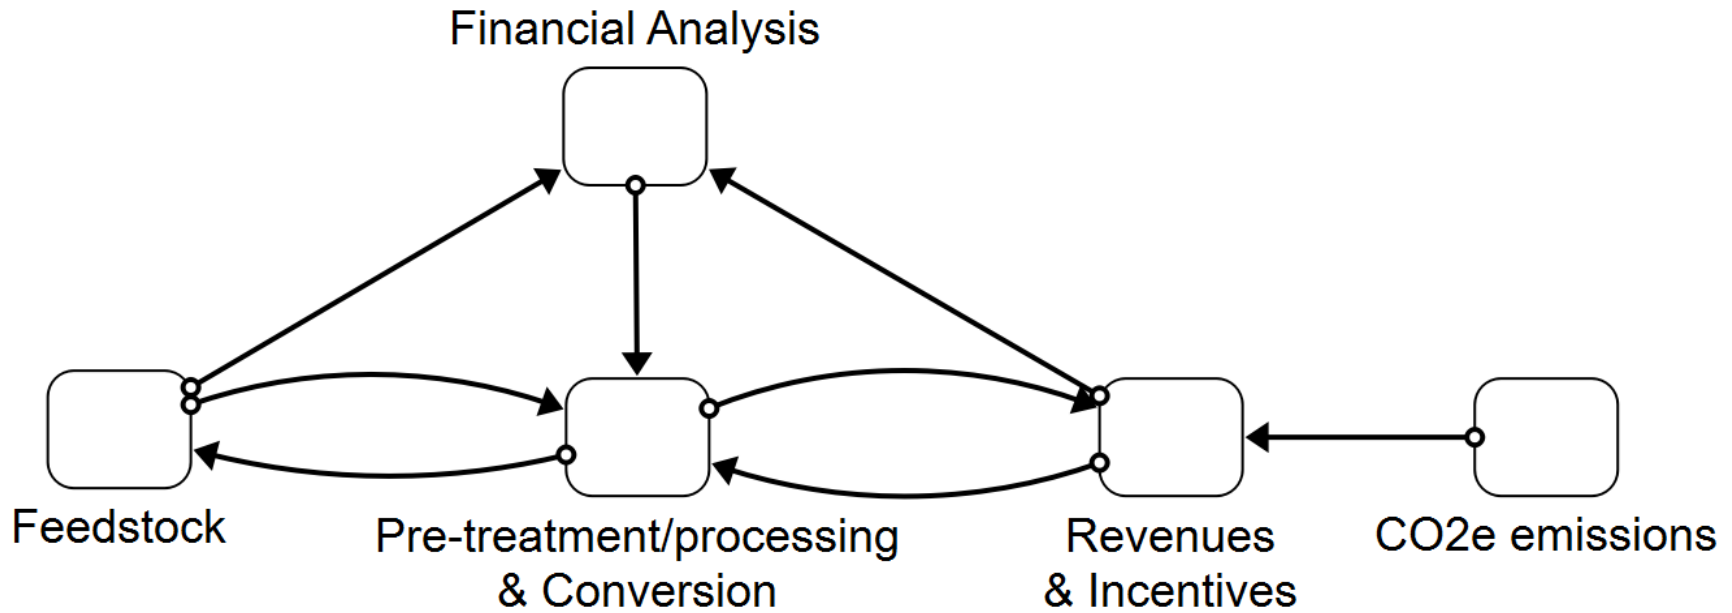 Financial Analysis
Feedstock
Pre-treatment/processing
& Conversion
Revenues
& Incentives
CO2e emissions